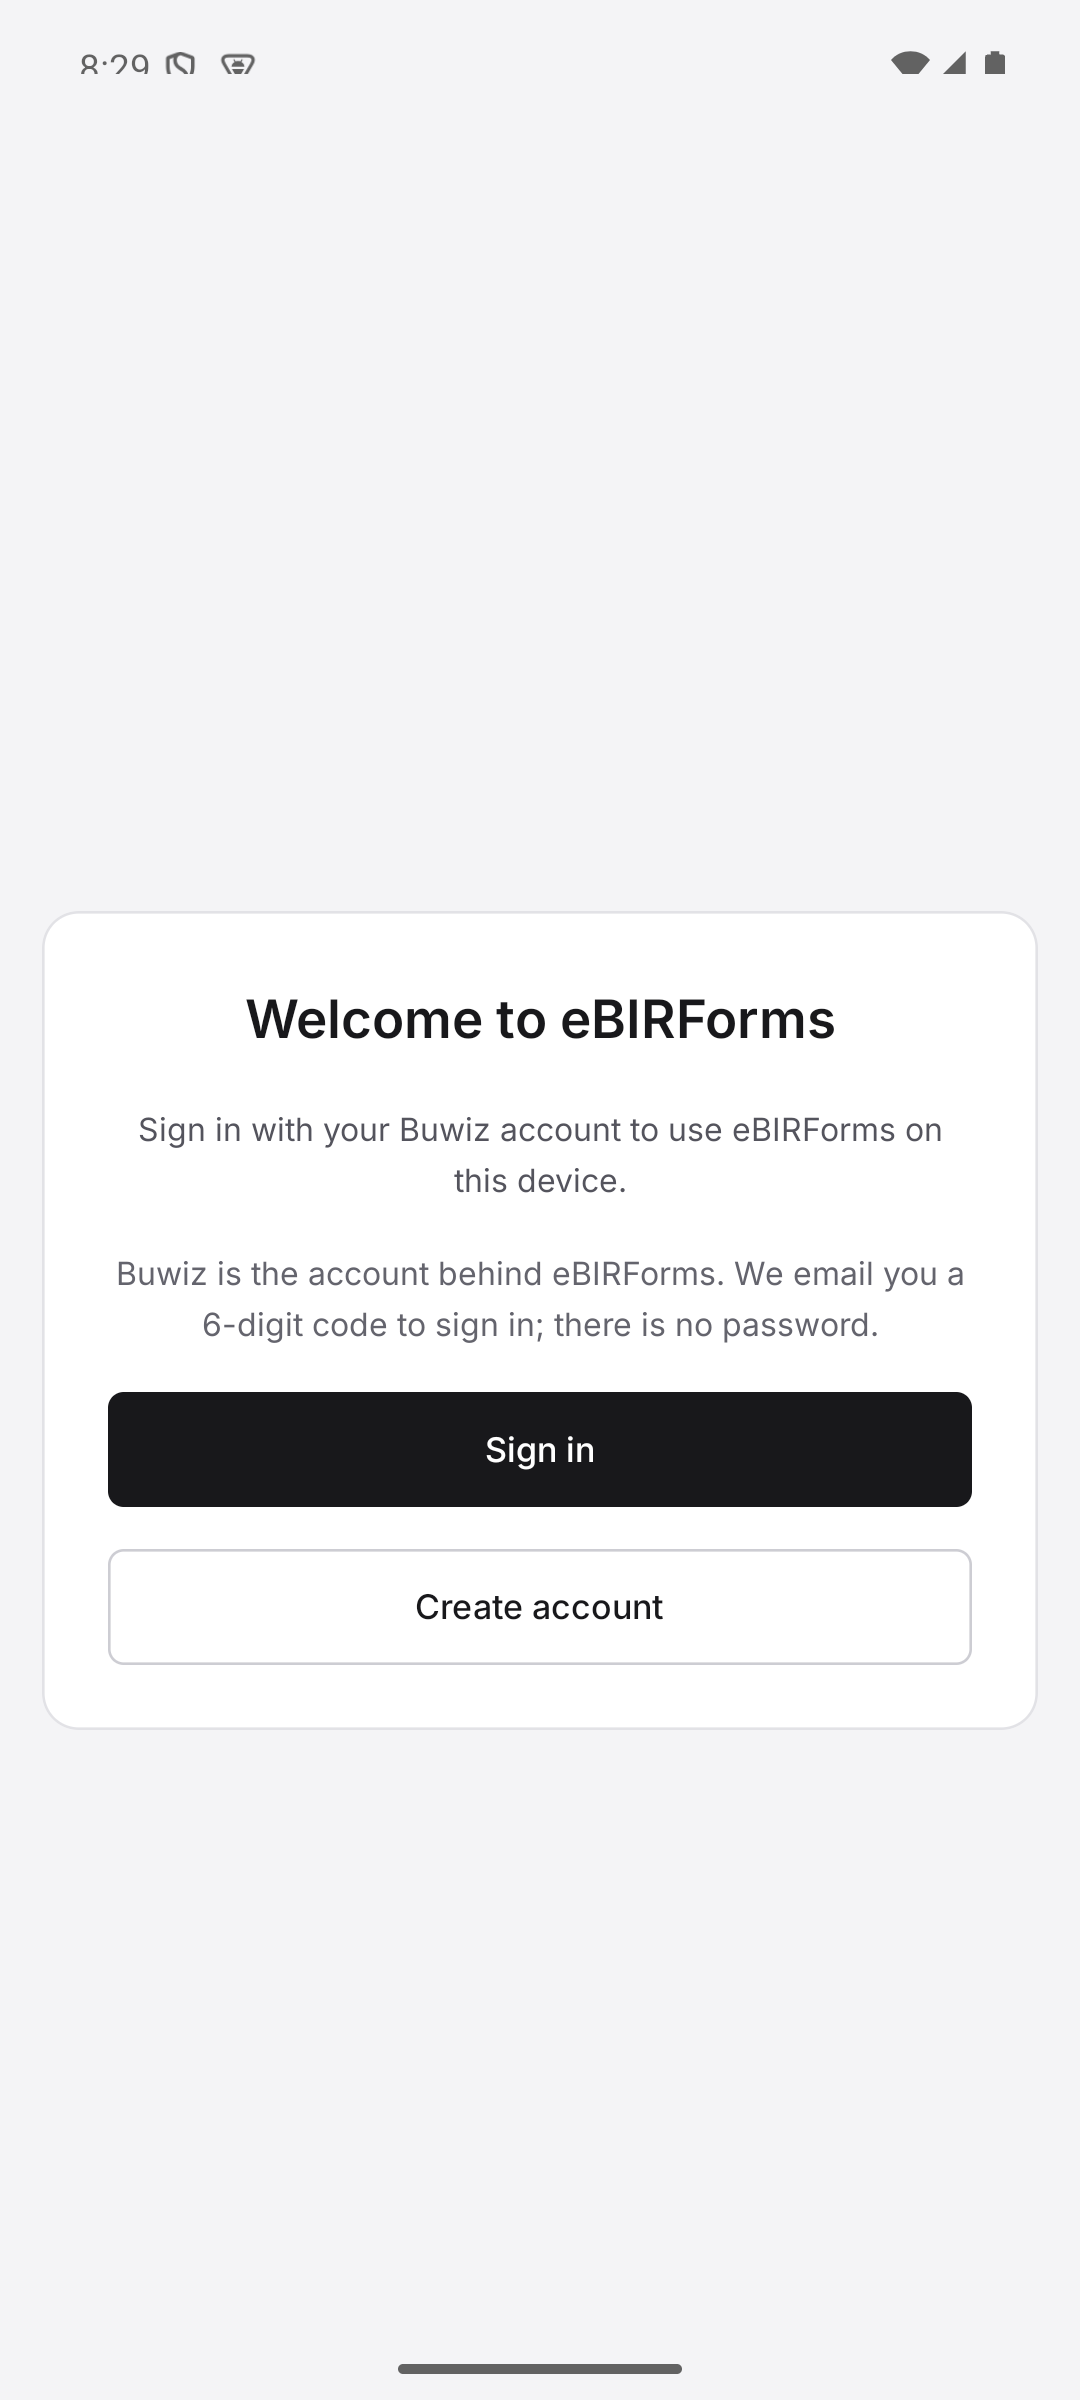 8:29
Welcome to eBIRForms
Sign in with your Buwiz account to use eBIRForms on
this device.
Buwiz is the account behind eBIRForms. We email you a
6-digit code to sign in; there is no password.
Sign in
Create account